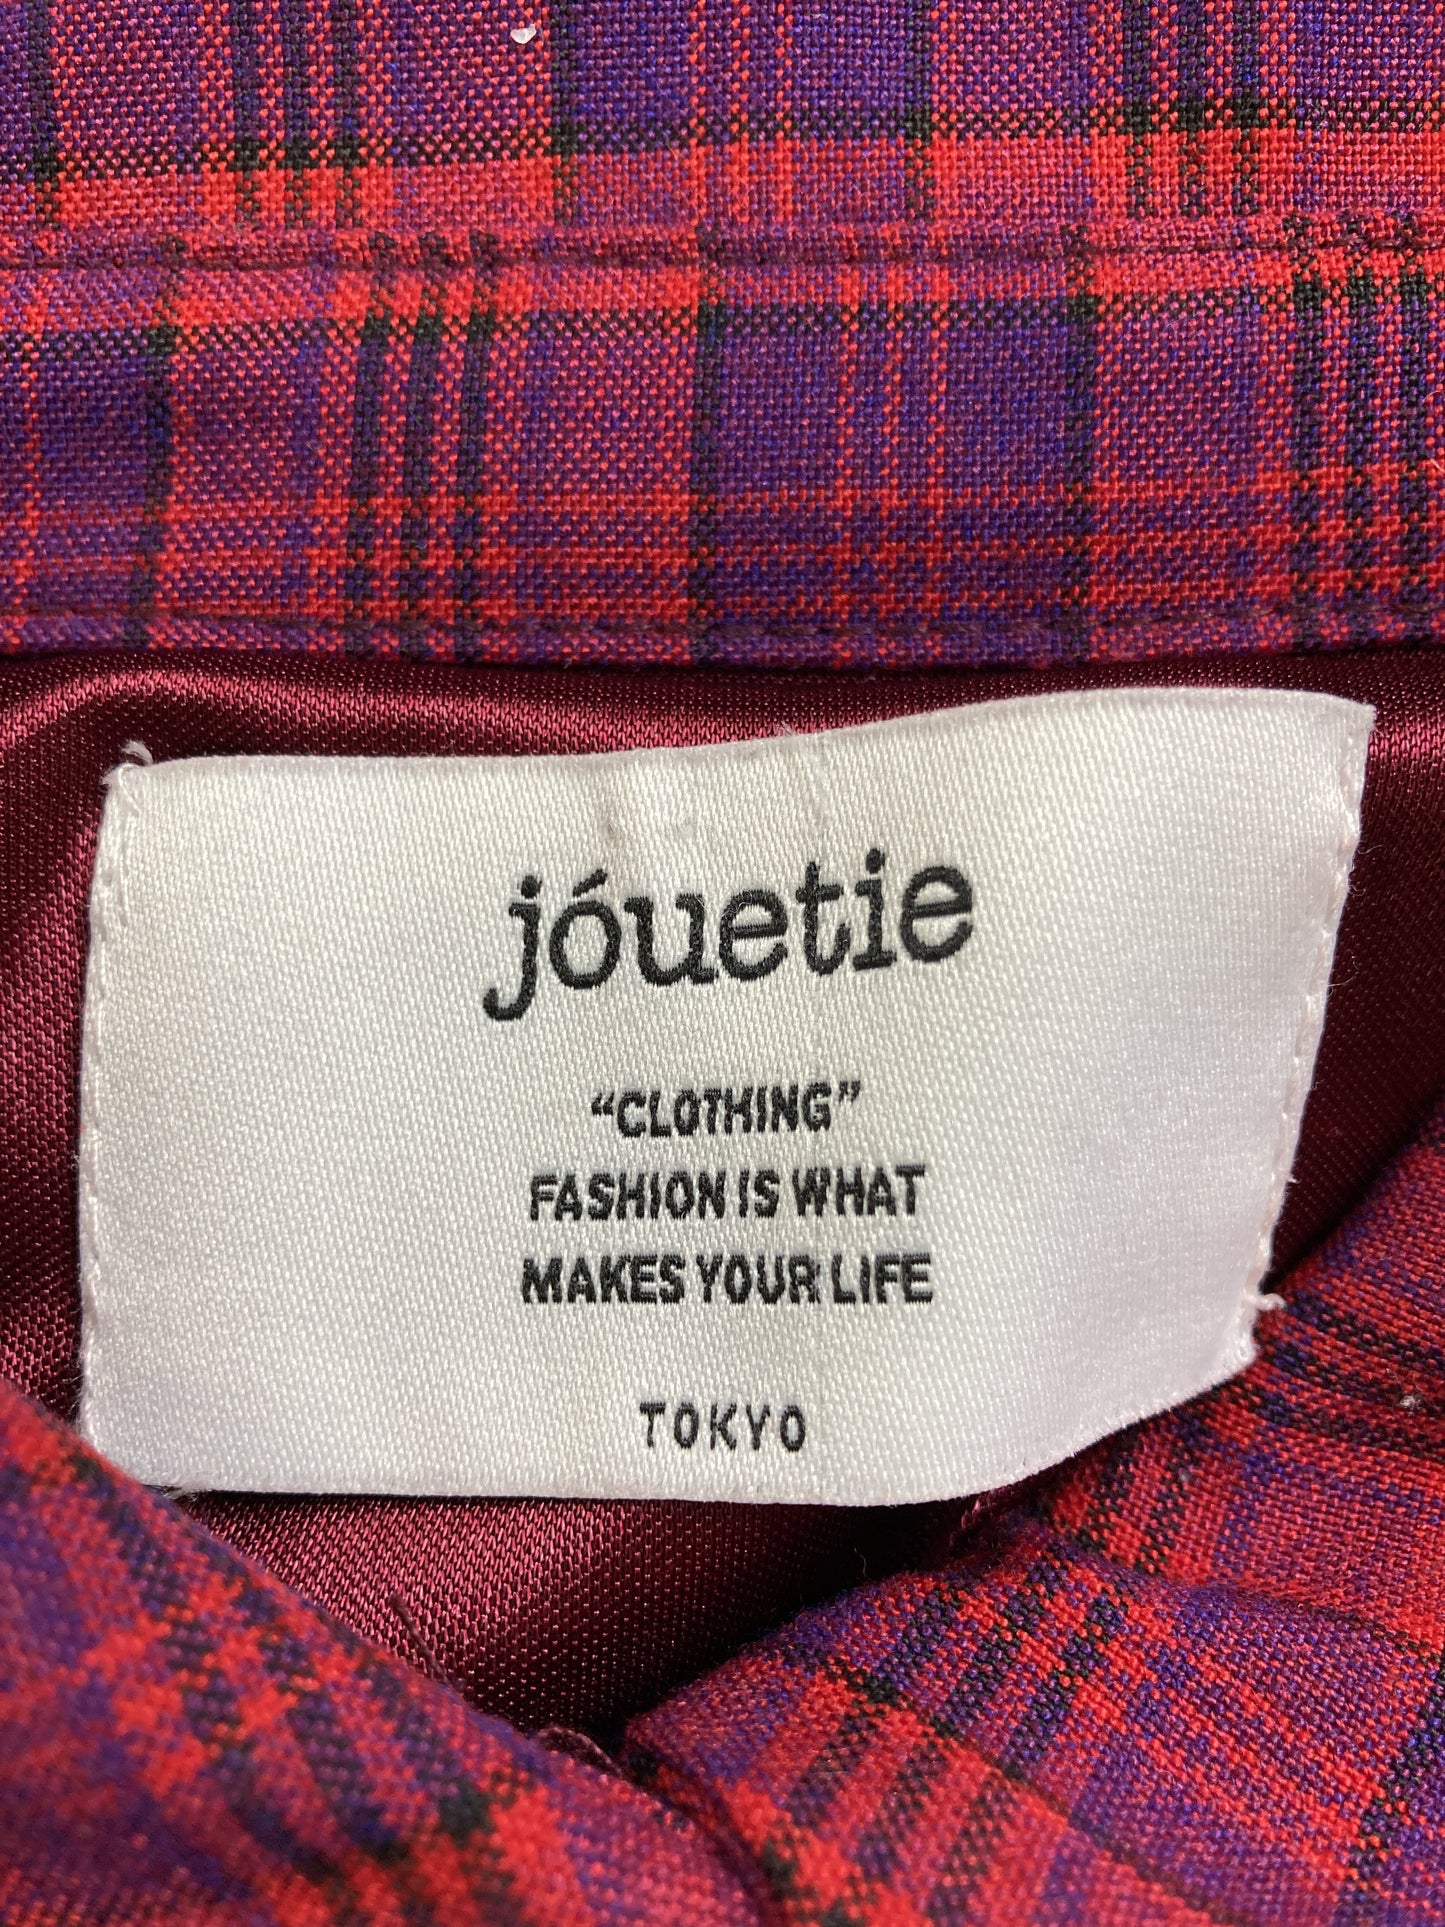 jóuetie
“CLOTHING”
FASHION IS WHAT
MAKES YOUR LIFE
TOKYO